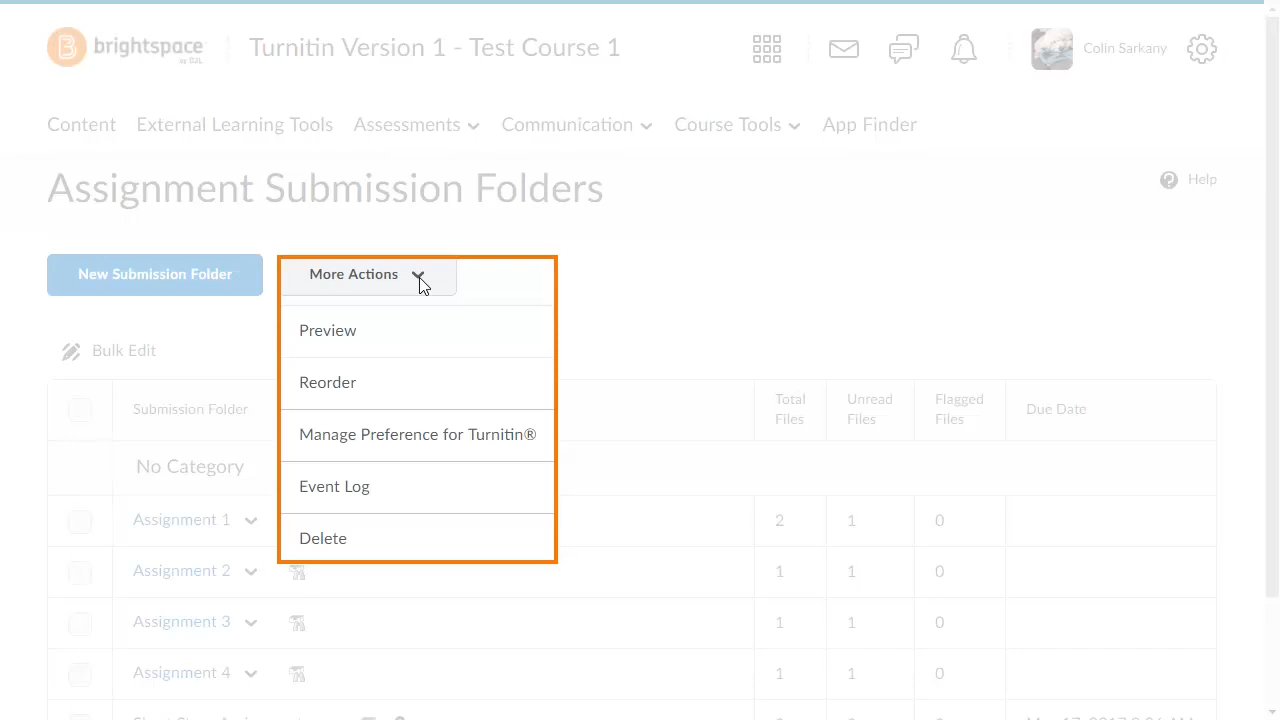 brightspace
by D2L
Turnitin Version 1 - Test Course 1
Colin Sarkany
Content External Learning Tools Assessments Communication Course Tools App Finder
Assignment Submission Folders
Help
New Submission Folder
More Actions
Preview
Reorder
Manage Preference for Turnitin®
Event Log
Delete
Bulk Edit
Submission Folder
Total
Files
Unread
Files
Flagged
Files
Due Date
No Category
Assignment 1 2 1 0
Assignment 2 1 1 0
Assignment 3 1 1 0
Assignment 4 1 1 0